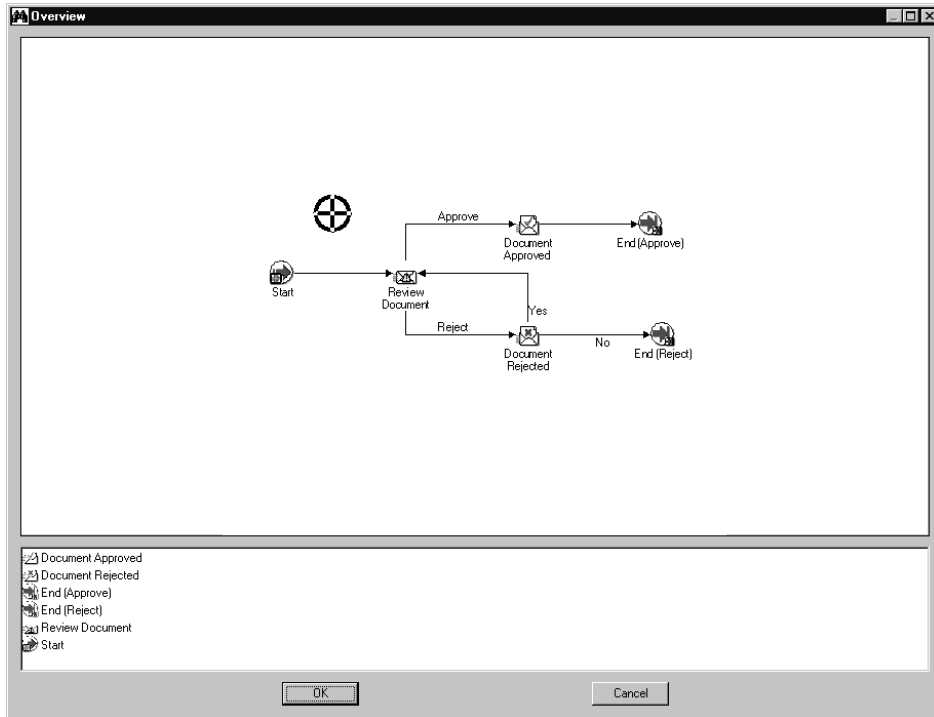 Overview
Approve
Document
Approved
End (Approve)
Start
Review
Document
Yes
Reject
Document
Rejected
No
End (Reject)
Document Approved
Document Rejected
End (Approve)
End (Reject)
Review Document
Start
OK
Cancel